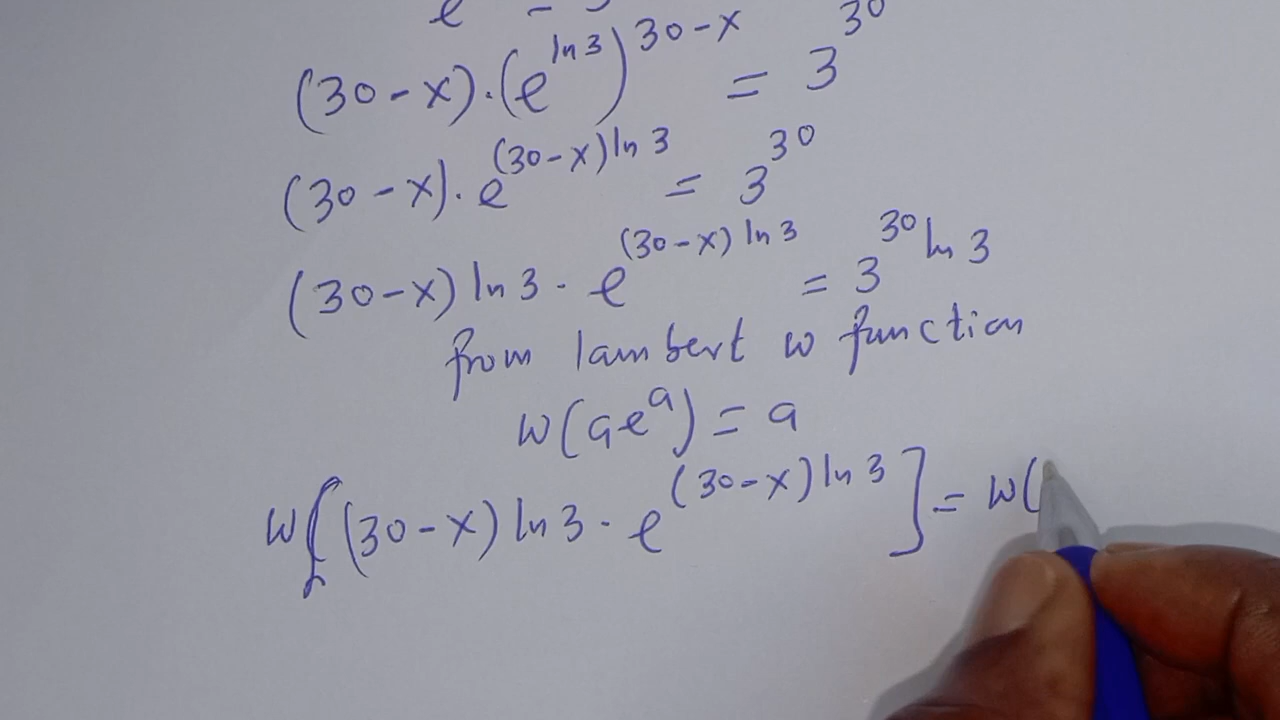 (30-x).(e^ln3)^30-x = 3^30
(30-x).e^(30-x)ln3 = 3^30
(30-x)ln3.e^(30-x)ln3 = 3^30 ln3
from lambert w function
w(ae^a) = a
w[(30-x)ln3.e^(30-x)ln3] = w(